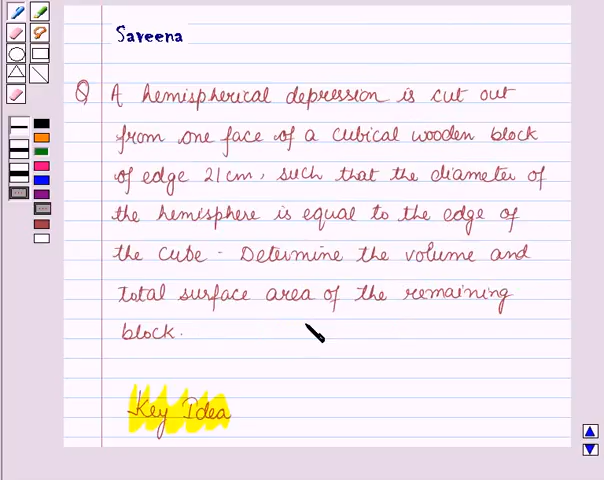 Saveena
Q A hemispherical depression is cut out
from one face of a cubical wooden block
of edge 21 cm, such that the diameter of
the hemisphere is equal to the edge of
the cube. Determine the volume and
total surface area of the remaining
block.
Key Idea